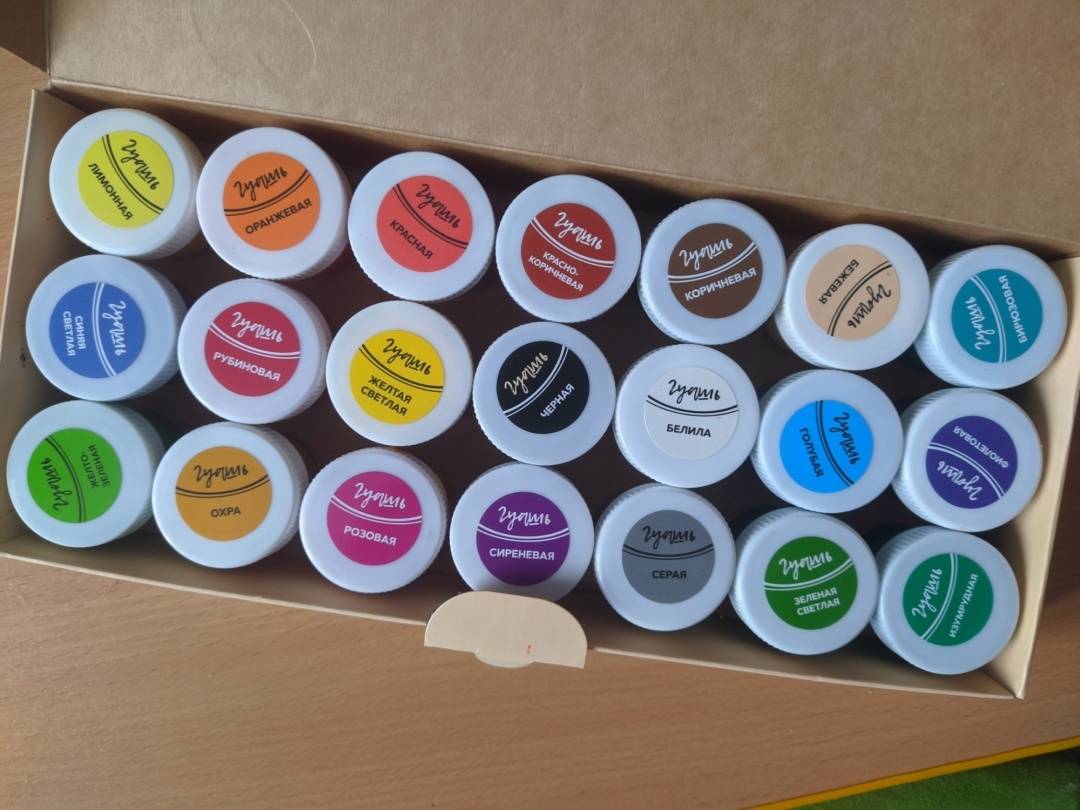 гуашь
ЛИМОННАЯ
гуашь
ОРАНЖЕВАЯ
гуашь
КРАСНАЯ
гуашь
КРАСНО-
КОРИЧНЕВАЯ
гуашь
КОРИЧНЕВАЯ
гуашь
БЕЖЕВАЯ
гуашь
БИРЮЗОВАЯ
гуашь
СИНЯЯ
СВЕТЛАЯ
гуашь
РУБИНОВАЯ
гуашь
ЖЕЛТАЯ
СВЕТЛАЯ
гуашь
ЧЕРНАЯ
гуашь
БЕЛИЛА
гуашь
ГОЛУБАЯ
гуашь
ФИОЛЕТОВАЯ
гуашь
ЖЕЛТО-
ЗЕЛЕНАЯ
гуашь
ОХРА
гуашь
РОЗОВАЯ
гуашь
СИРЕНЕВАЯ
гуашь
СЕРАЯ
гуашь
ЗЕЛЕНАЯ
СВЕТЛАЯ
гуашь
ИЗУМРУДНАЯ